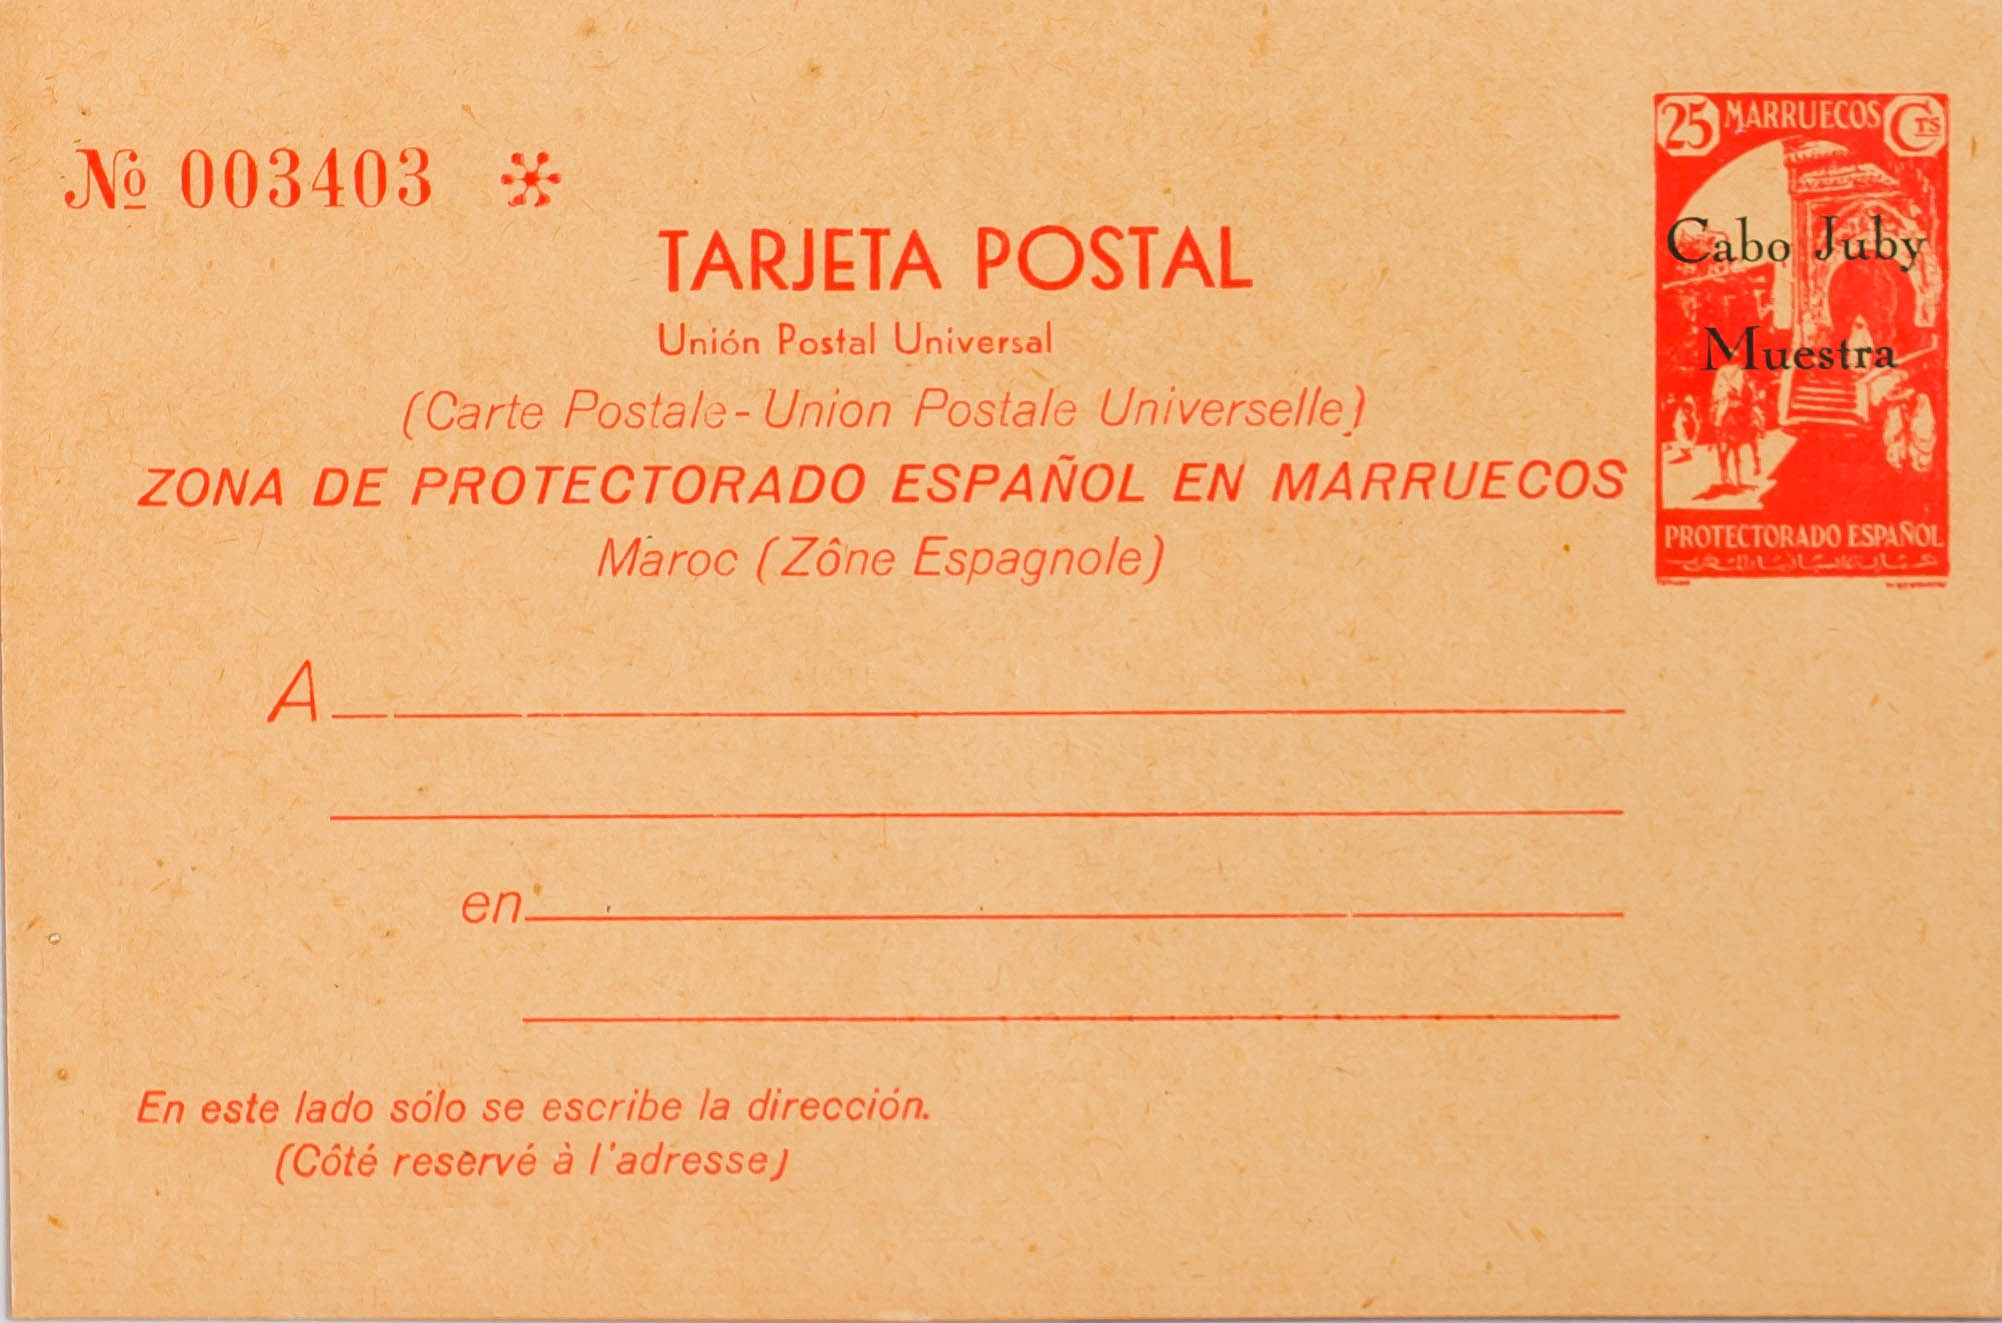 № 003403 *
TARJETA POSTAL
Unión Postal Universal
(Carte Postale - Union Postale Universelle)
ZONA DE PROTECTORADO ESPAÑOL EN MARRUECOS
Maroc (Zône Espagnole)
25 MARRUECOS CTS
Cabo Juby
Muestra
PROTECTORADO ESPAÑOL
A
en
En este lado sólo se escribe la dirección.
(Côté reservé à l'adresse)